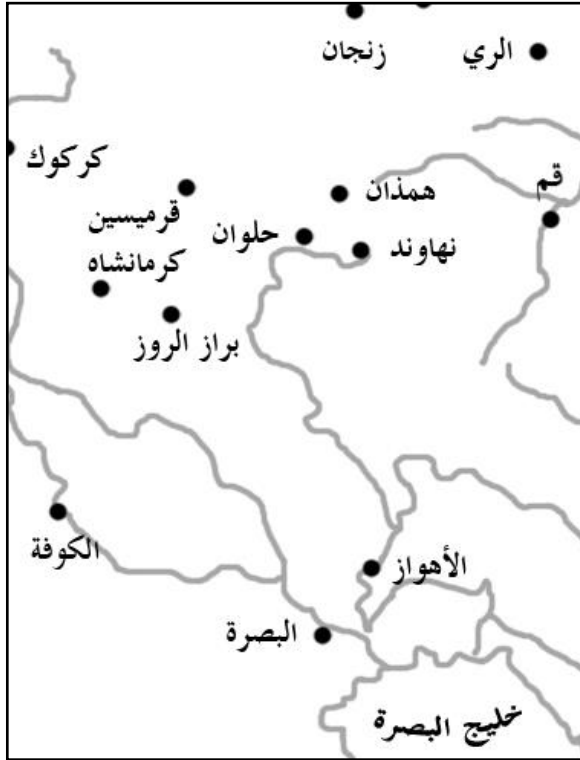 الري
زنجان
كركوك
قم
همذان
قرميسين
حلوان
نهاوند
كرمانشاه
براز الروز
الكوفة
الأهواز
البصرة
خليج البصرة